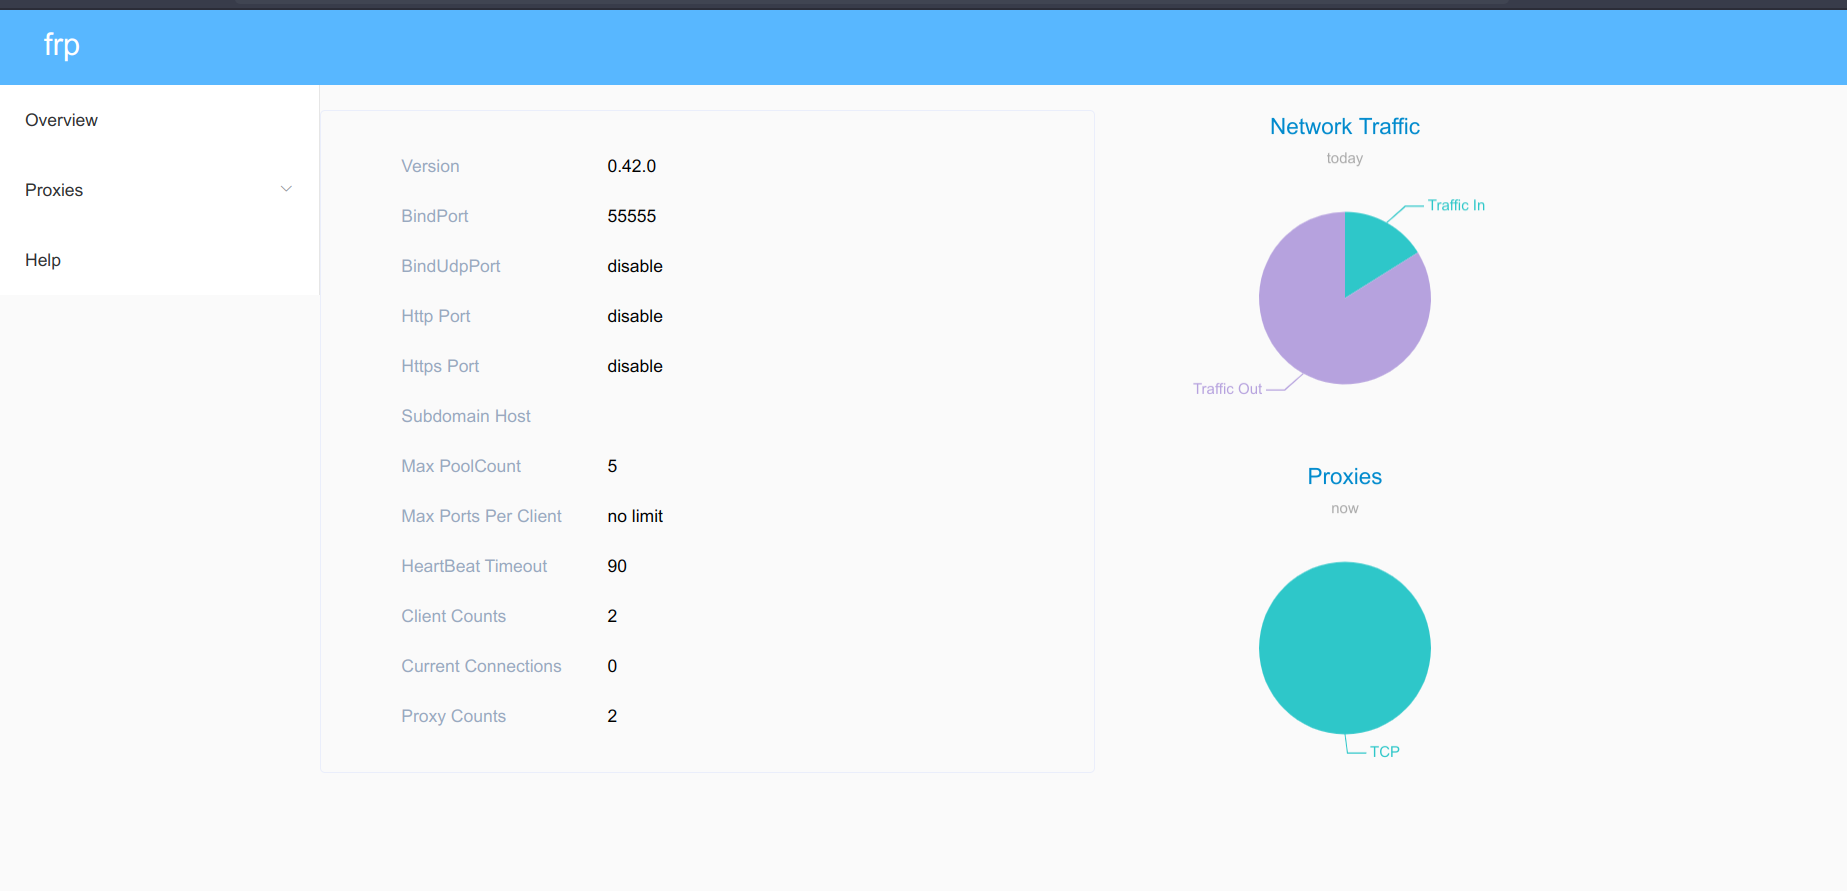 frp
Overview
Proxies
Help
Version 0.42.0
BindPort 55555
BindUdpPort disable
Http Port disable
Https Port disable
Subdomain Host
Max PoolCount 5
Max Ports Per Client no limit
HeartBeat Timeout 90
Client Counts 2
Current Connections 0
Proxy Counts 2
Network Traffic
today
Traffic In
Traffic Out
Proxies
now
TCP